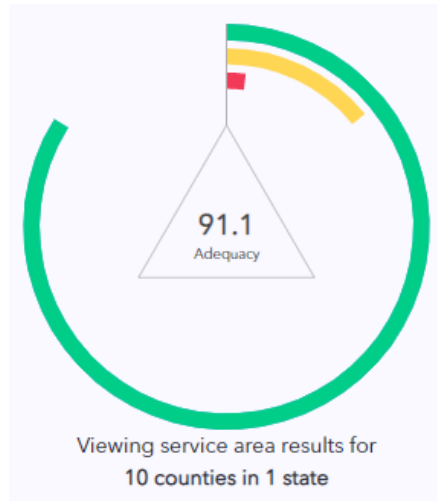 91.1
Adequacy
Viewing service area results for
10 counties in 1 state